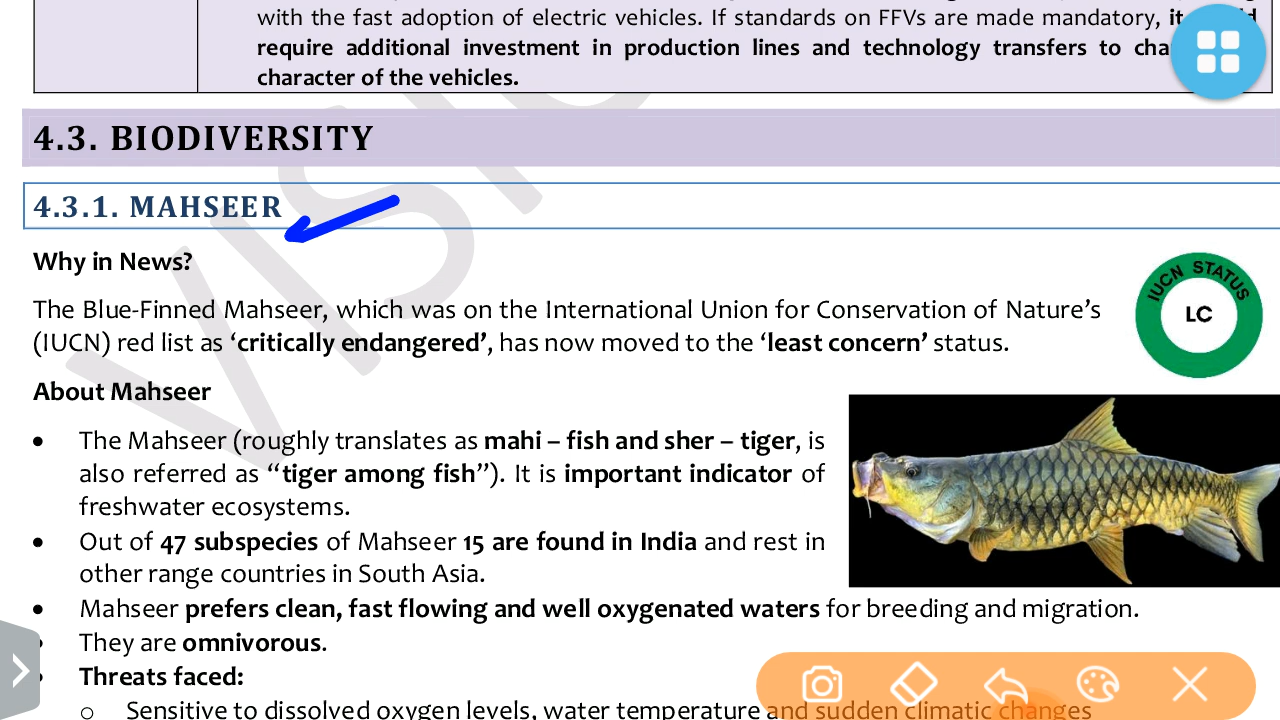 with the fast adoption of electric vehicles. If standards on FFVs are made mandatory, it
require additional investment in production lines and technology transfers to cha
character of the vehicles.
4.3. BIODIVERSITY
4.3.1. MAHSEER
Why in News?
The Blue-Finned Mahseer, which was on the International Union for Conservation of Nature’s
(IUCN) red list as ‘critically endangered’, has now moved to the ‘least concern’ status.
IUCN STATUS
LC
About Mahseer
• The Mahseer (roughly translates as mahi – fish and sher – tiger, is
also referred as “tiger among fish”). It is important indicator of
freshwater ecosystems.
• Out of 47 subspecies of Mahseer 15 are found in India and rest in
other range countries in South Asia.
• Mahseer prefers clean, fast flowing and well oxygenated waters for breeding and migration.
• They are omnivorous.
• Threats faced:
o Sensitive to dissolved oxygen levels, water temperature and sudden climatic changes